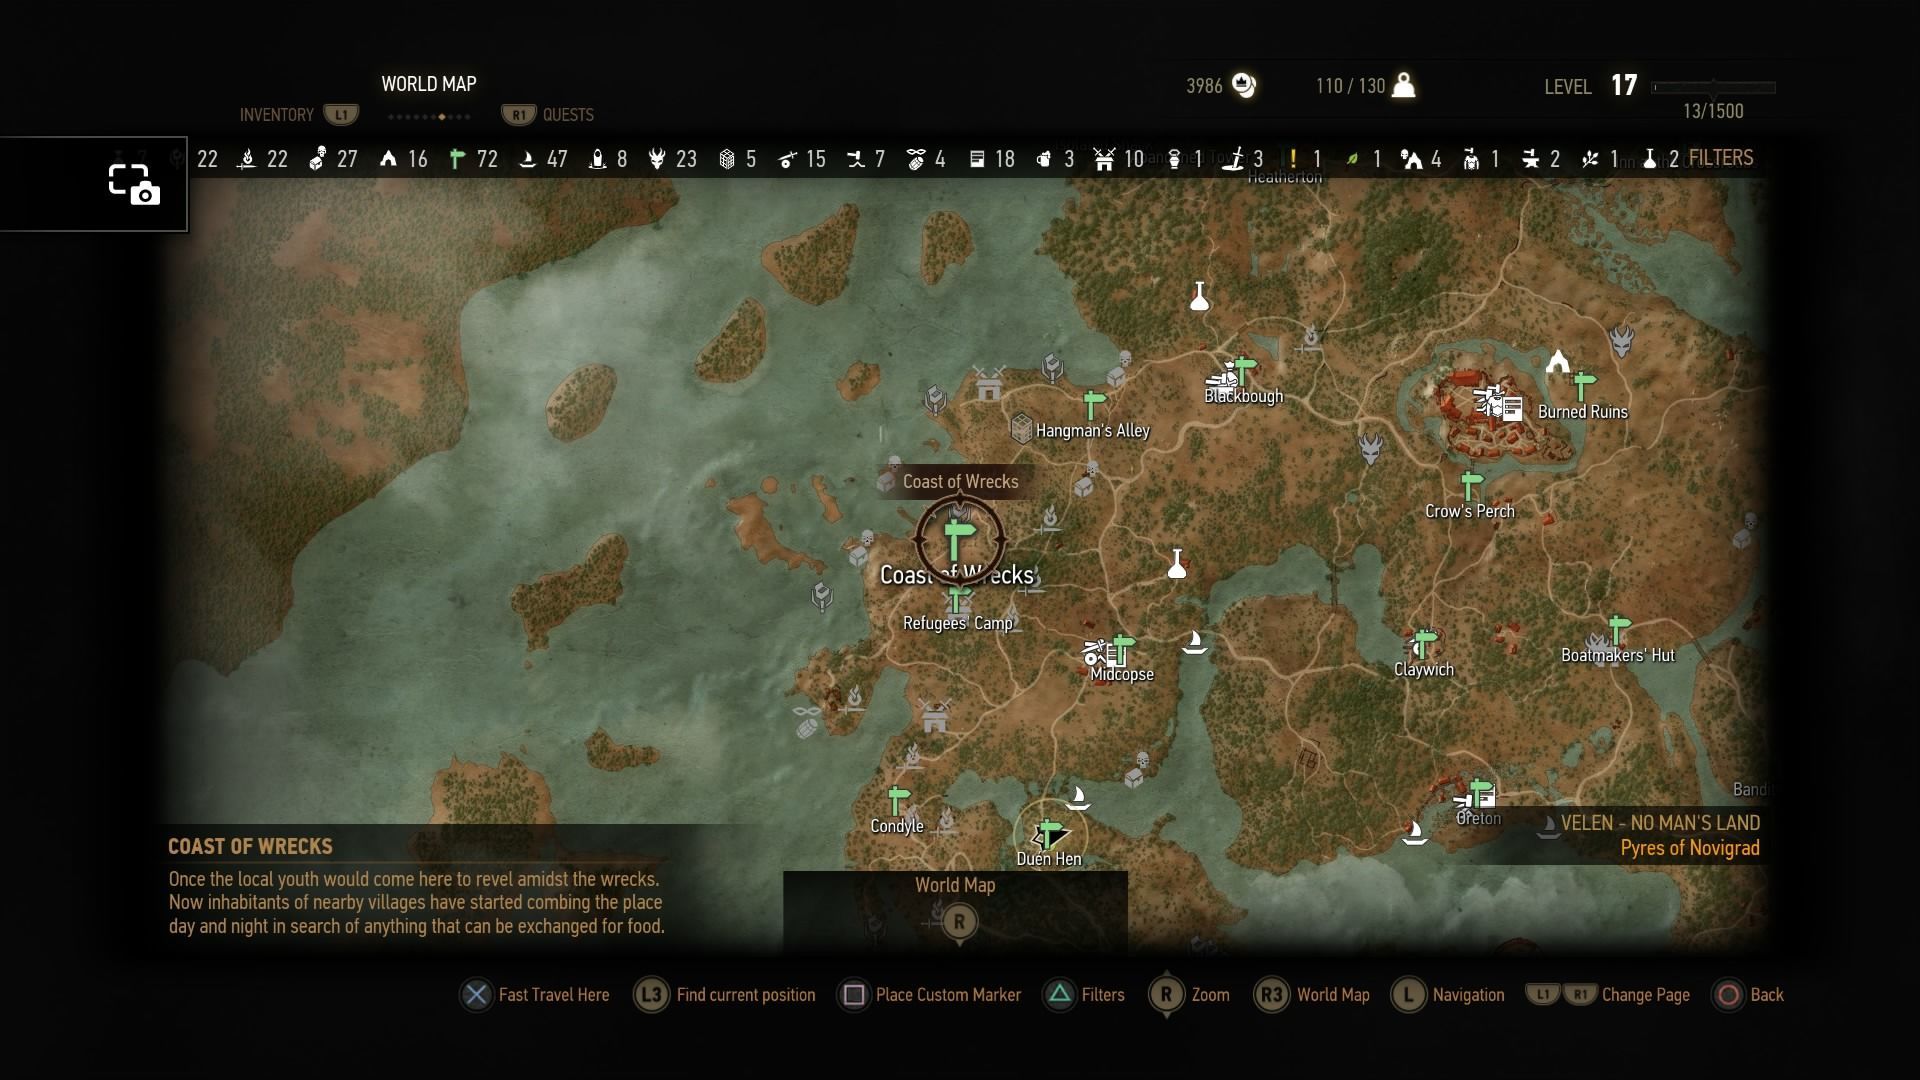 WORLD MAP
3986
110 / 130
LEVEL 17
13/1500
INVENTORY L1
R1 QUESTS
22 22 27 16 72 47 8 23 5 15 7 4 18 3 10 1 3 1 1 4 1 2 1 2 FILTERS
Heatherton
Blackbough
Burned Ruins
Hangman's Alley
Coast of Wrecks
Crow's Perch
Coast of Wrecks
Refugees' Camp
Midcopse
Claywich
Boatmakers' Hut
Condyle
Duén Hen
Oreton
VELEN - NO MAN'S LAND
Pyres of Novigrad
COAST OF WRECKS
Once the local youth would come here to revel amidst the wrecks.
Now inhabitants of nearby villages have started combing the place
day and night in search of anything that can be exchanged for food.
World Map
R
Fast Travel Here L3 Find current position Place Custom Marker Filters R Zoom R3 World Map L Navigation L1 R1 Change Page Back